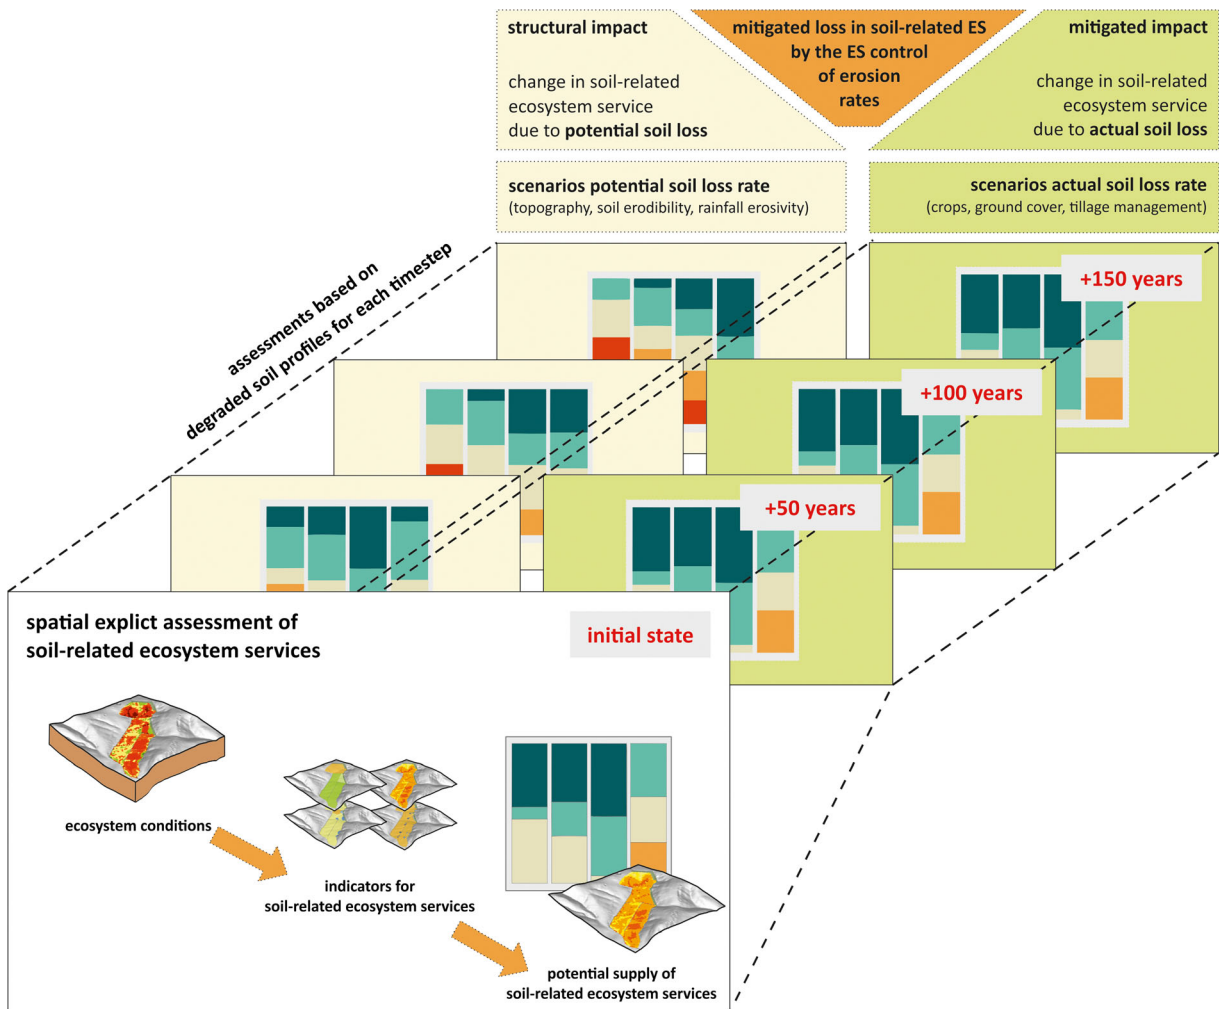 structural impact
change in soil-related
ecosystem service
due to potential soil loss
mitigated loss in soil-related ES
by the ES control
of erosion
rates
mitigated impact
change in soil-related
ecosystem service
due to actual soil loss
scenarios potential soil loss rate
(topography, soil erodibility, rainfall erosivity)
scenarios actual soil loss rate
(crops, ground cover, tillage management)
assessments based on
degraded soil profiles for each timestep
+150 years
+100 years
+50 years
initial state
spatial explict assessment of
soil-related ecosystem services
ecosystem conditions
indicators for
soil-related ecosystem services
potential supply of
soil-related ecosystem services